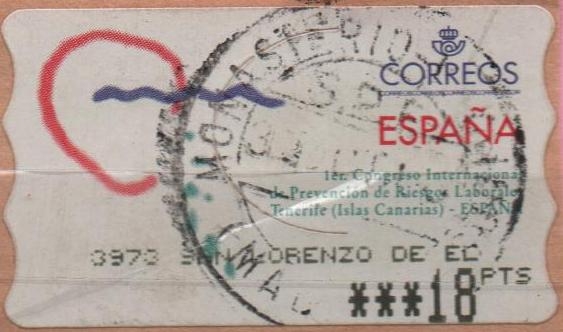 CORREOS
ESPAÑA
1er. Congreso Internacional
de Prevención de Riesgos Laborales
Tenerife (Islas Canarias) - ESPAÑA
3973 SAN LORENZO DE EL
***18 PTS
MONASTERIO